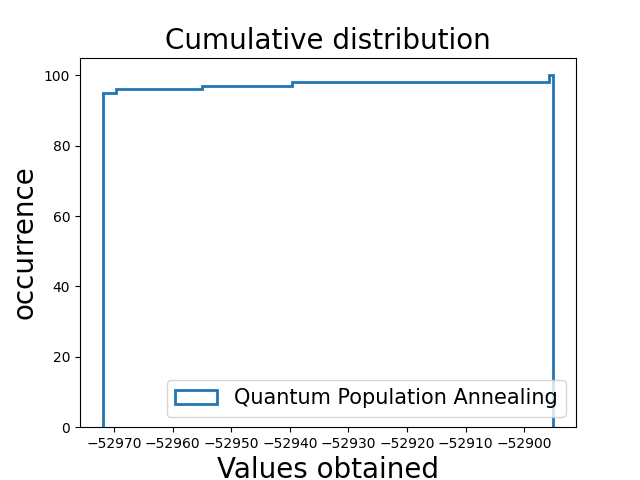 Cumulative distribution
occurrence
100
80
60
40
20
0
Quantum Population Annealing
−52970 −52960 −52950 −52940 −52930 −52920 −52910 −52900
Values obtained